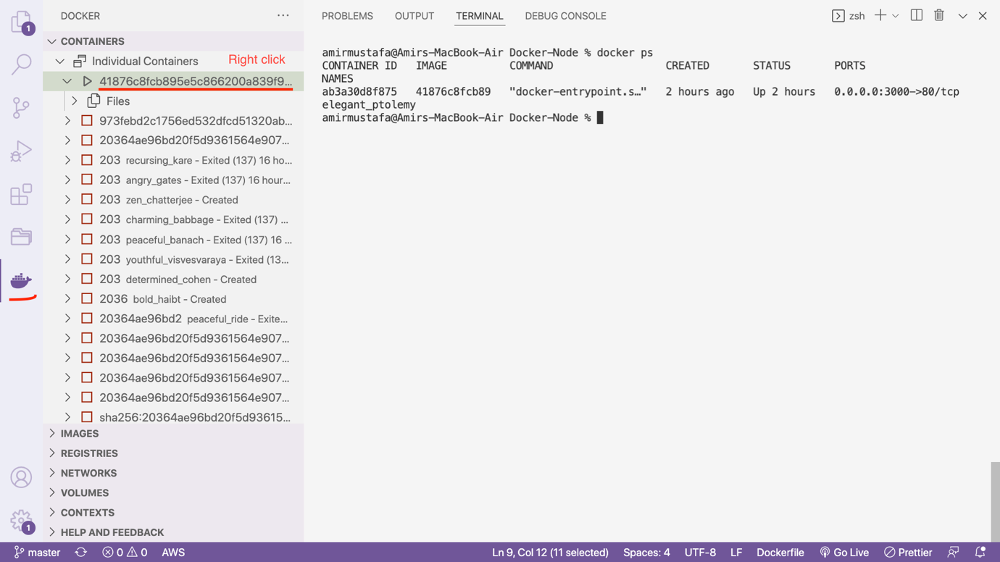 DOCKER
CONTAINERS
Individual Containers
Right click
41876c8fcb895e5c866200a839f9...
Files
973febd2c1756ed532dfcd51320ab...
20364ae96bd20f5d9361564e907...
203 recursing_kare - Exited (137) 16 ho...
203 angry_gates - Exited (137) 16 hour...
203 zen_chatterjee - Created
203 charming_babbage - Exited (137) ...
203 peaceful_banach - Exited (137) 16 ...
203 youthful_visvesvaraya - Exited (13...
203 determined_cohen - Created
2036 bold_haibt - Created
20364ae96bd2 peaceful_ride - Exite...
20364ae96bd20f5d9361564e907...
20364ae96bd20f5d9361564e907...
20364ae96bd20f5d9361564e907...
20364ae96bd20f5d9361564e907...
sha256:20364ae96bd20f5d93615...
IMAGES
REGISTRIES
NETWORKS
VOLUMES
CONTEXTS
HELP AND FEEDBACK
1
1
PROBLEMS OUTPUT TERMINAL DEBUG CONSOLE
zsh
amirmustafa@Amirs-MacBook-Air Docker-Node % docker ps
CONTAINER ID IMAGE COMMAND CREATED STATUS PORTS
NAMES
ab3a30d8f875 41876c8fcb89 "docker-entrypoint.s…" 2 hours ago Up 2 hours 0.0.0.0:3000->80/tcp
elegant_ptolemy
amirmustafa@Amirs-MacBook-Air Docker-Node %
master 0 0 AWS Ln 9, Col 12 (11 selected) Spaces: 4 UTF-8 LF Dockerfile Go Live Prettier